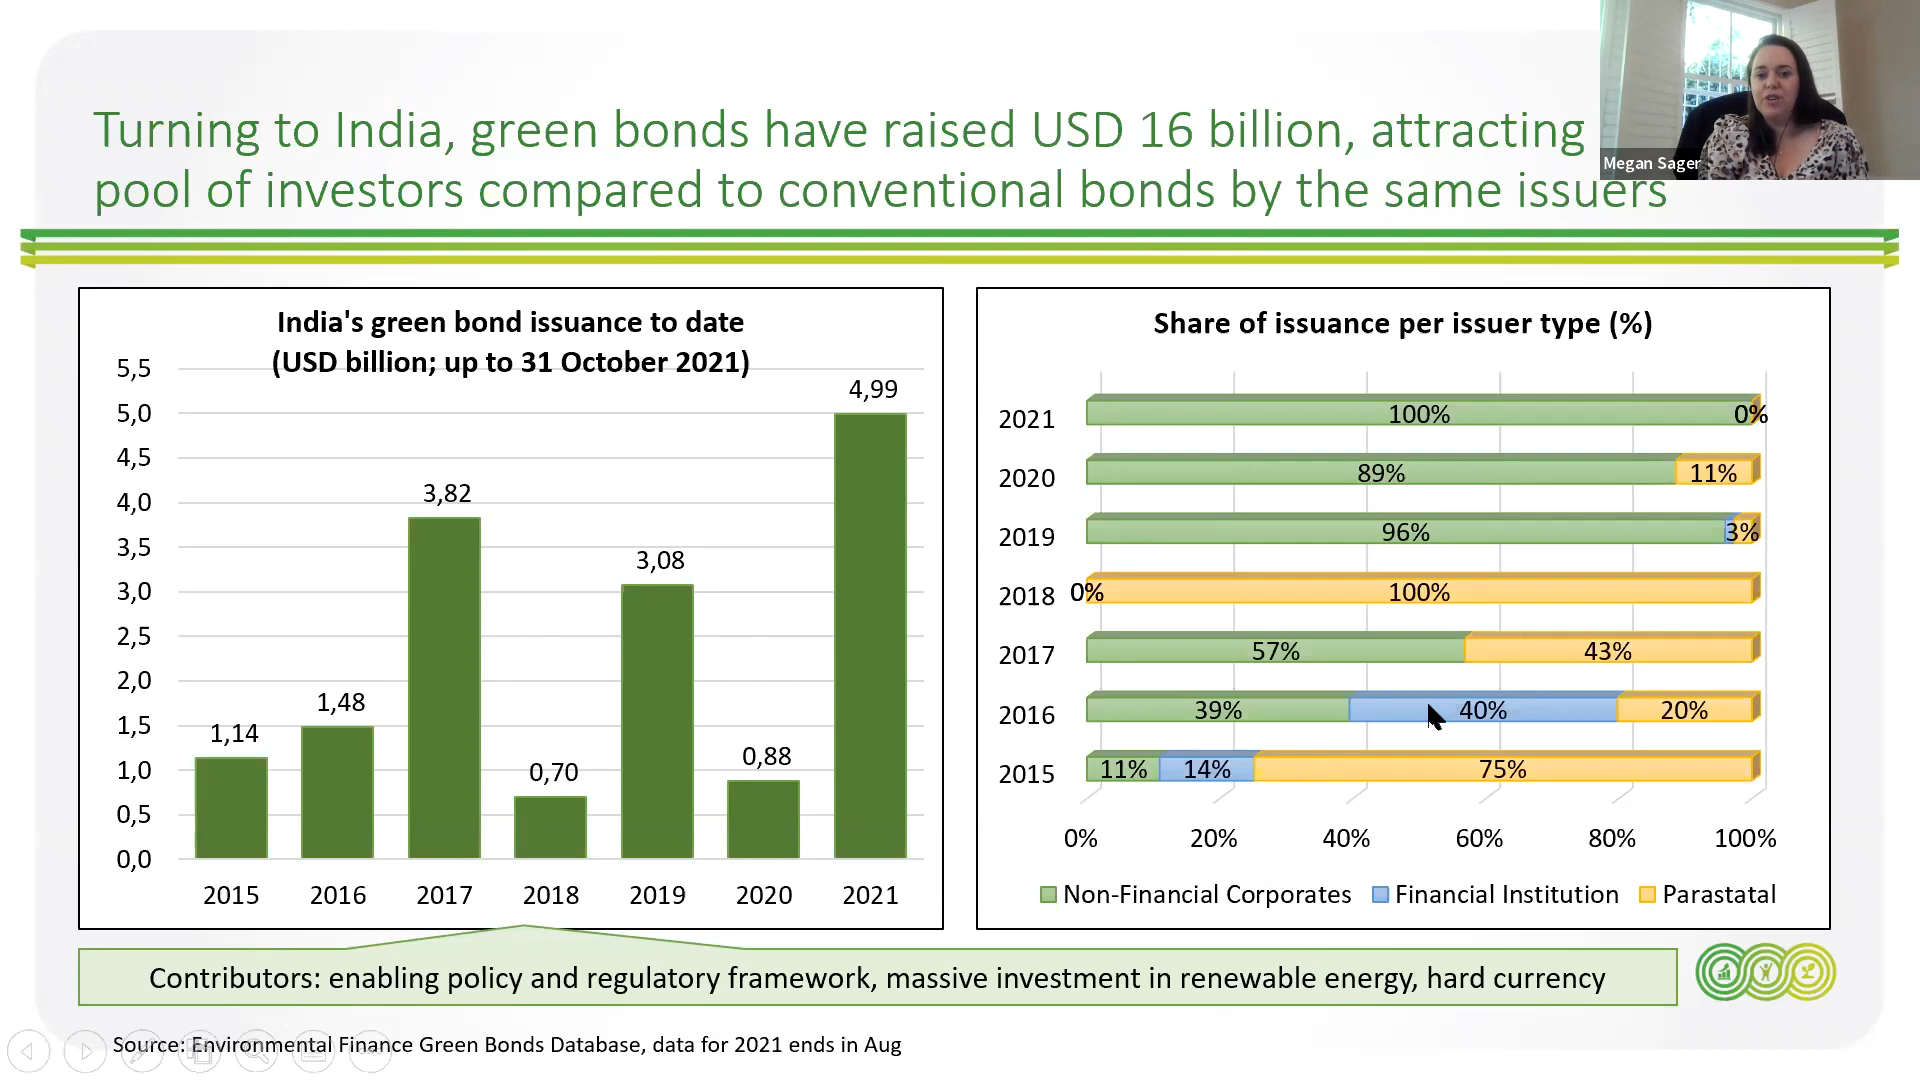 Turning to India, green bonds have raised USD 16 billion, attracting
pool of investors compared to conventional bonds by the same issuers
Megan Sager
India's green bond issuance to date
(USD billion; up to 31 October 2021)
5,5
5,0
4,5
4,0
3,5
3,0
2,5
2,0
1,5
1,0
0,5
0,0
1,14
1,48
3,82
0,70
3,08
0,88
4,99
2015 2016 2017 2018 2019 2020 2021
Share of issuance per issuer type (%)
2021 100% 0%
2020 89% 11%
2019 96% 3%
2018 0% 100%
2017 57% 43%
2016 39% 40% 20%
2015 11% 14% 75%
0% 20% 40% 60% 80% 100%
Non-Financial Corporates Financial Institution Parastatal
Contributors: enabling policy and regulatory framework, massive investment in renewable energy, hard currency
Source: Environmental Finance Green Bonds Database, data for 2021 ends in Aug